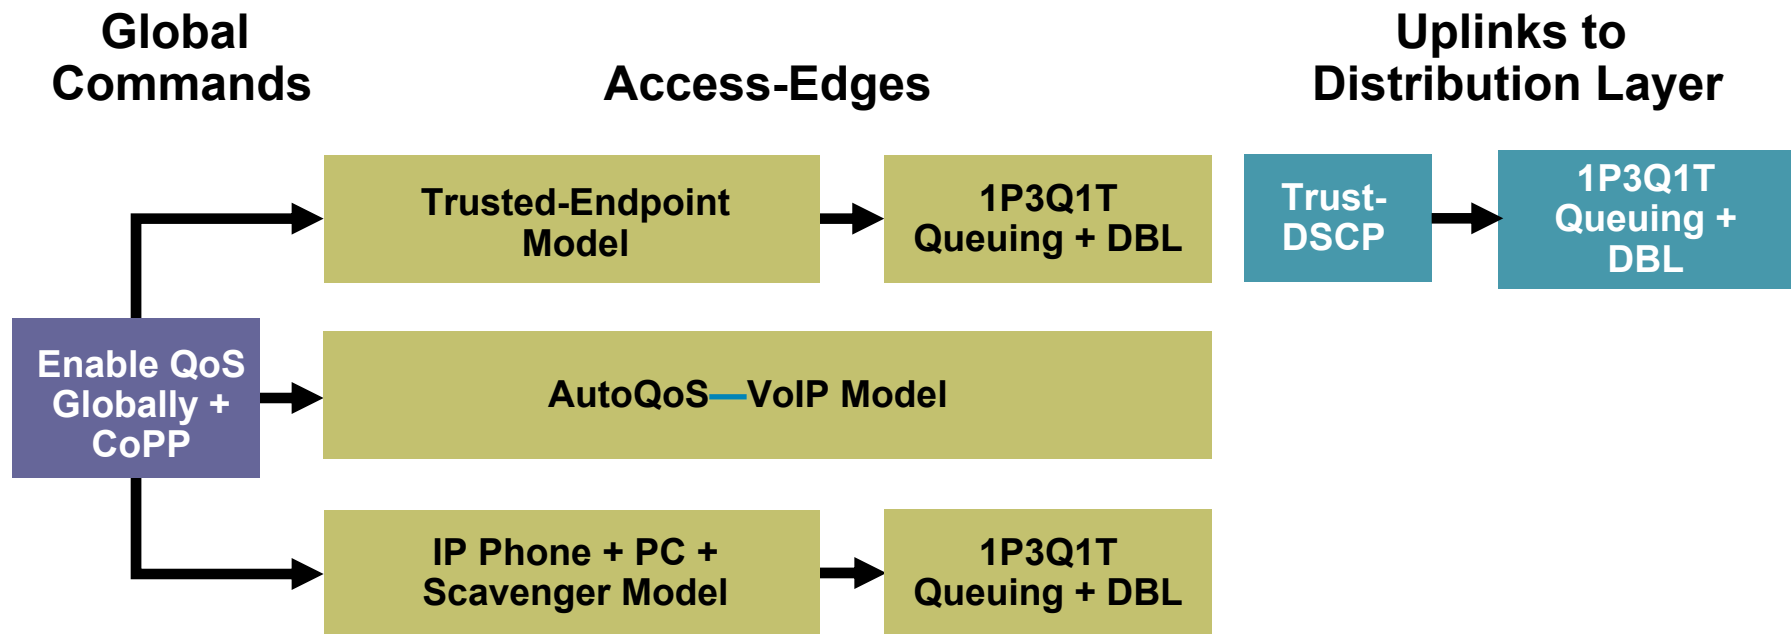 Global
Commands
Access-Edges
Uplinks to
Distribution Layer
Trusted-Endpoint
Model
1P3Q1T
Queuing + DBL
Trust-
DSCP
1P3Q1T
Queuing +
DBL
Enable QoS
Globally +
CoPP
AutoQoS—VoIP Model
IP Phone + PC +
Scavenger Model
1P3Q1T
Queuing + DBL